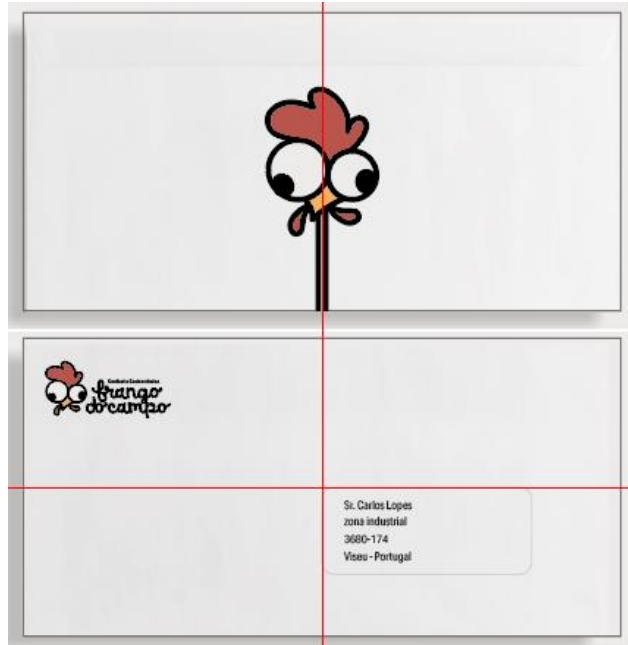 frango
do campo
Sr. Carlos Lopes
zona industrial
3680-174
Viseu - Portugal